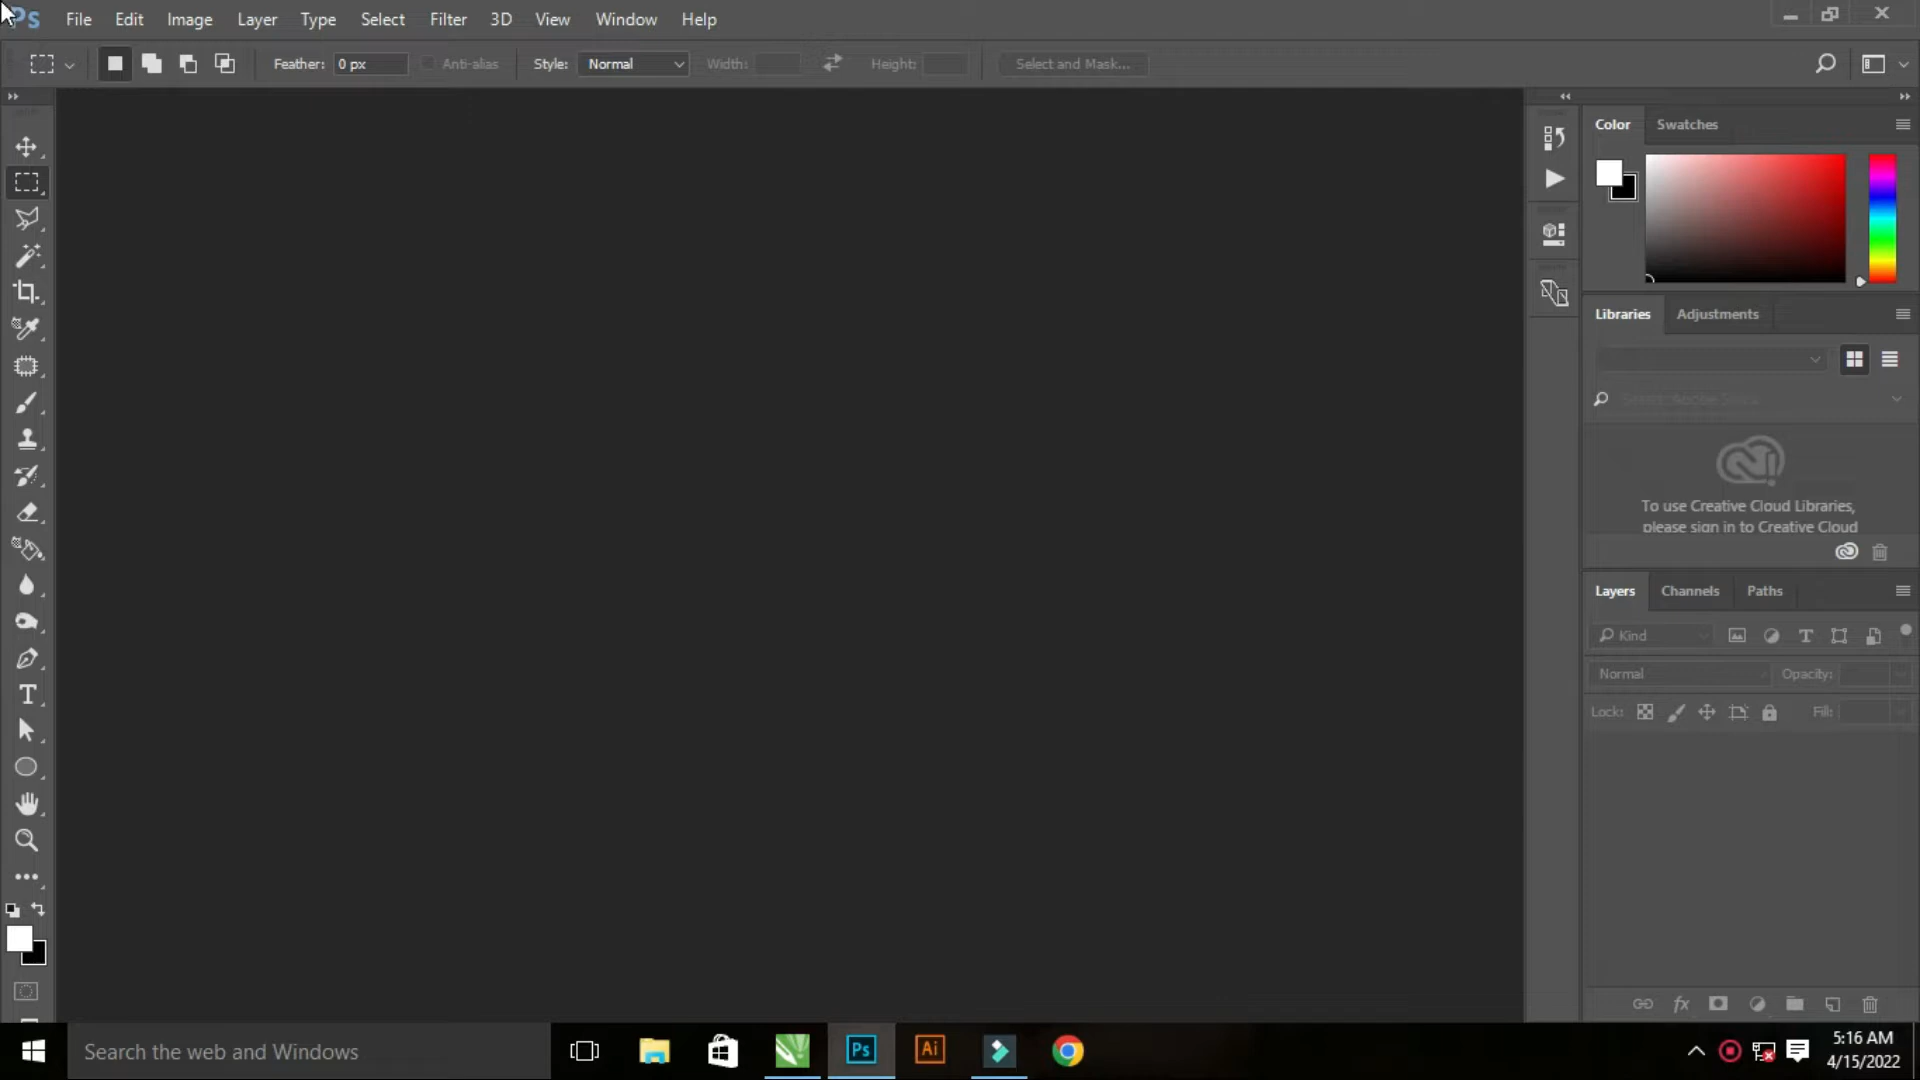 Ps File Edit Image Layer Type Select Filter 3D View Window Help
Feather: 0 px Anti-alias Style: Normal Width: Height: Select and Mask...
Color Swatches
Libraries Adjustments
To use Creative Cloud Libraries,
please sign in to Creative Cloud
Layers Channels Paths
Kind
Normal Opacity:
Lock: Fill:
Search the web and Windows
Ps
Ai
5:16 AM
4/15/2022